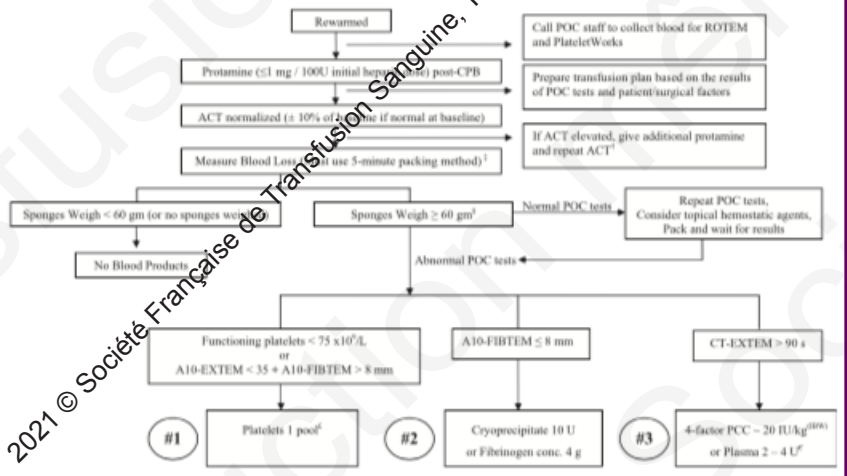 Rewarmed
Call POC staff to collect blood for ROTEM
and PlateletWorks
Protamine (≤1 mg / 100U initial dose) post-CPB
Prepare transfusion plan based on the results
of POC tests and patient/surgical factors
ACT normalized (± 10% of if normal at baseline)
If ACT elevated, give additional protamine
and repeat ACT
Measure Blood Loss use 5-minute packing method)
Sponges Weigh < 60 gm (or no sponges
Sponges Weigh ≥ 60 gm
Normal POC tests
Repeat POC tests,
Consider topical hemostatic agents,
Pack and wait for results
No Blood Products
Abnormal POC tests
Functioning platelets < 75 x10⁹/L
or
A10-EXTEM < 35 + A10-FIBTEM > 8 mm
A10-FIBTEM ≤ 8 mm
CT-EXTEM > 90 s
#1
Platelets 1 pool
#2
Cryoprecipitate 10 U
or Fibrinogen conc. 4 g
#3
4-factor PCC ~ 20 IU/kg
or Plasma 2 – 4 U
2021 © Société Française de Transfusion Sanguine,